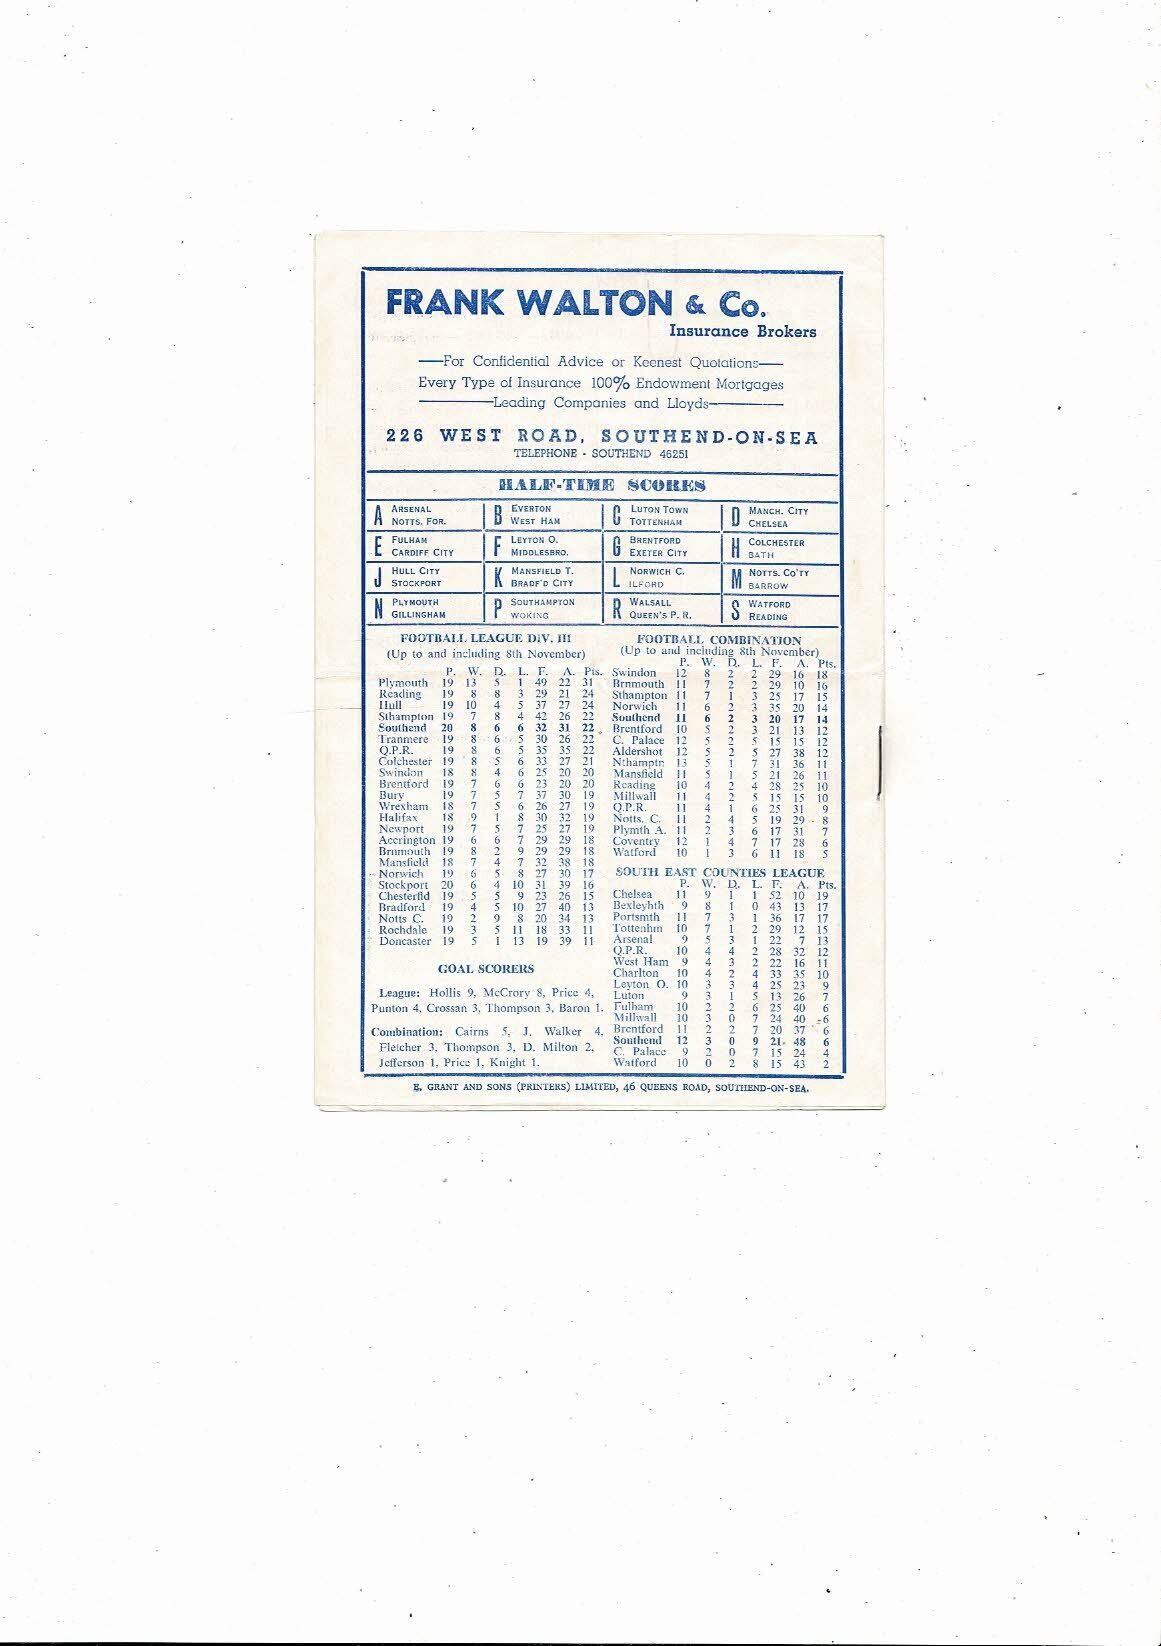 FRANK WALTON & Co.
Insurance Brokers
—For Confidential Advice or Keenest Quotations—
Every Type of Insurance 100% Endowment Mortgages
—Leading Companies and Lloyds—
226 WEST ROAD, SOUTHEND-ON-SEA
TELEPHONE - SOUTHEND 46251
HALF-TIME SCORES
A ARSENAL NOTTS. FOR.
B EVERTON WEST HAM
C LUTON TOWN TOTTENHAM
D MANCH. CITY CHELSEA
E FULHAM CARDIFF CITY
F LEYTON O. MIDDLESBRO.
G BRENTFORD EXETER CITY
H COLCHESTER BATH
J HULL CITY STOCKPORT
K MANSFIELD T. BRADF'D CITY
L NORWICH C. ILFORD
M NOTTS. CO'TY BARROW
N PLYMOUTH GILLINGHAM
P SOUTHAMPTON WOKING
R WALSALL QUEEN'S P. R.
S WATFORD READING
FOOTBALL LEAGUE DIV. III
(Up to and including 8th November)
P. W. D. L. F. A. Pts.
Plymouth 19 13 5 1 49 22 31
Reading 19 8 8 3 29 21 24
Hull 19 10 4 5 37 27 24
Sthampton 19 7 8 4 42 26 22
Southend 20 8 6 6 32 31 22
Tranmere 19 8 6 5 30 26 22
Q.P.R. 19 8 6 5 35 35 22
Colchester 19 8 5 6 33 27 21
Swindon 18 8 4 6 25 20 20
Brentford 19 7 6 6 23 20 20
Bury 19 7 5 7 37 30 19
Wrexham 18 7 5 6 26 27 19
Halifax 18 9 1 8 30 32 19
Newport 19 7 5 7 25 27 19
Accrington 19 6 6 7 29 29 18
Brnmouth 19 8 2 9 29 29 18
Mansfield 18 7 4 7 32 38 18
Norwich 19 6 5 8 27 30 17
Stockport 20 6 4 10 31 39 16
Chesterfld 19 5 5 9 23 26 15
Bradford 19 4 5 10 27 40 13
Notts C. 19 2 9 8 20 34 13
Rochdale 19 3 5 11 18 33 11
Doncaster 19 5 1 13 19 39 11
GOAL SCORERS
League: Hollis 9, McCrory 8, Price 4,
Punton 4, Crossan 3, Thompson 3, Baron 1.
Combination: Cairns 5, J. Walker 4,
Fletcher 3, Thompson 3, D. Milton 2,
Jefferson 1, Price 1, Knight 1.
FOOTBALL COMBINATION
(Up to and including 8th November)
P. W. D. L. F. A. Pts.
Swindon 12 8 2 2 29 16 18
Brnmouth 11 7 2 2 29 10 16
Sthampton 11 7 1 3 25 17 15
Norwich 11 6 2 3 35 20 14
Southend 11 6 2 3 20 17 14
Brentford 10 5 2 3 21 13 12
C. Palace 12 5 2 5 15 15 12
Aldershot 12 5 2 5 27 38 12
Nthamptn 13 5 1 7 31 36 11
Mansfield 11 5 1 5 21 26 11
Reading 10 4 2 4 28 25 10
Millwall 11 4 2 5 15 15 10
Q.P.R. 11 4 1 6 25 31 9
Notts. C. 11 2 4 5 19 29 8
Plymth A. 11 2 3 6 17 31 7
Coventry 12 1 4 7 17 28 6
Watford 10 1 3 6 11 18 5
SOUTH EAST COUNTIES LEAGUE
P. W. D. L. F. A. Pts.
Chelsea 11 9 1 1 52 10 19
Bexleyhth 9 8 1 0 43 13 17
Portsmth 11 7 3 1 36 17 17
Tottenhm 10 7 1 2 29 12 15
Arsenal 9 5 3 1 22 7 13
Q.P.R. 10 4 4 2 28 32 12
West Ham 9 4 3 2 22 16 11
Charlton 10 4 2 4 33 35 10
Leyton O. 10 3 3 4 25 23 9
Luton 9 3 1 5 13 26 7
Fulham 10 2 2 6 25 40 6
Millwall 10 3 0 7 24 40 6
Brentford 11 2 2 7 20 37 6
Southend 12 3 0 9 21 48 6
C. Palace 9 2 0 7 15 24 4
Watford 10 0 2 8 15 43 2
E. GRANT AND SONS (PRINTERS) LIMITED, 46 QUEENS ROAD, SOUTHEND-ON-SEA.